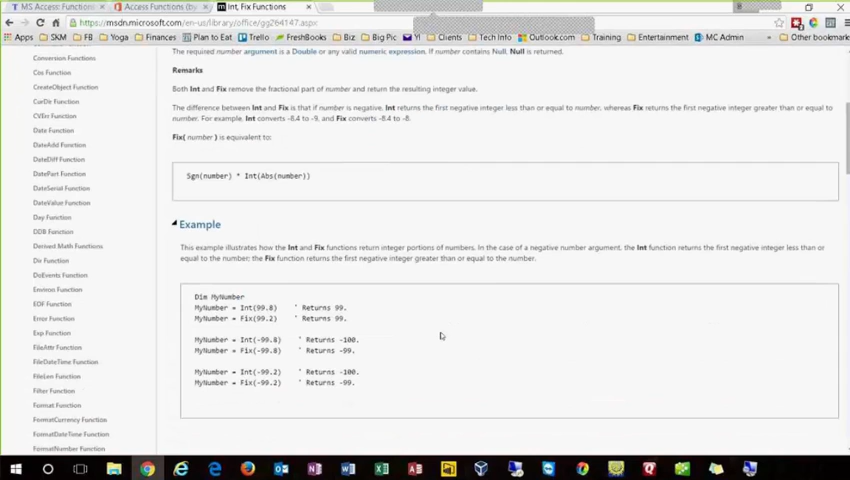 MS Access: Functions
Access Functions (by
Int, Fix Functions
https://msdn.microsoft.com/en-us/library/office/gg264147.aspx
Apps SKM FB Yoga Finances Plan to Eat Trello FreshBooks Biz Big Pic Y! Clients Tech Info Outlook.com Training Entertainment MC Admin Other bookmarks
Conversion Functions
Cos Function
CreateObject Function
CurDir Function
CVErr Function
Date Function
DateAdd Function
DateDiff Function
DatePart Function
DateSerial Function
DateValue Function
Day Function
DDB Function
Derived Math Functions
Dir Function
DoEvents Function
Environ Function
EOF Function
Error Function
Exp Function
FileAttr Function
FileDateTime Function
FileLen Function
Filter Function
Format Function
FormatCurrency Function
FormatDateTime Function
FormatNumber Function
The required number argument is a Double or any valid numeric expression. If number contains Null, Null is returned.
Remarks
Both Int and Fix remove the fractional part of number and return the resulting integer value.
The difference between Int and Fix is that if number is negative, Int returns the first negative integer less than or equal to number, whereas Fix returns the first negative integer greater than or equal to
number. For example, Int converts -8.4 to -9, and Fix converts -8.4 to -8.
Fix( number ) is equivalent to:
Sgn(number) * Int(Abs(number))
Example
This example illustrates how the Int and Fix functions return integer portions of numbers. In the case of a negative number argument, the Int function returns the first negative integer less than or
equal to the number; the Fix function returns the first negative integer greater than or equal to the number.
Dim MyNumber
MyNumber = Int(99.8) ' Returns 99.
MyNumber = Fix(99.2) ' Returns 99.
MyNumber = Int(-99.8) ' Returns -100.
MyNumber = Fix(-99.8) ' Returns -99.
MyNumber = Int(-99.2) ' Returns -100.
MyNumber = Fix(-99.2) ' Returns -99.